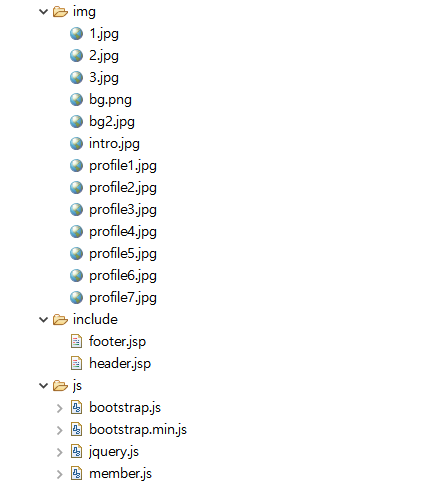 img
1.jpg
2.jpg
3.jpg
bg.png
bg2.jpg
intro.jpg
profile1.jpg
profile2.jpg
profile3.jpg
profile4.jpg
profile5.jpg
profile6.jpg
profile7.jpg
include
footer.jsp
header.jsp
js
bootstrap.js
bootstrap.min.js
jquery.js
member.js